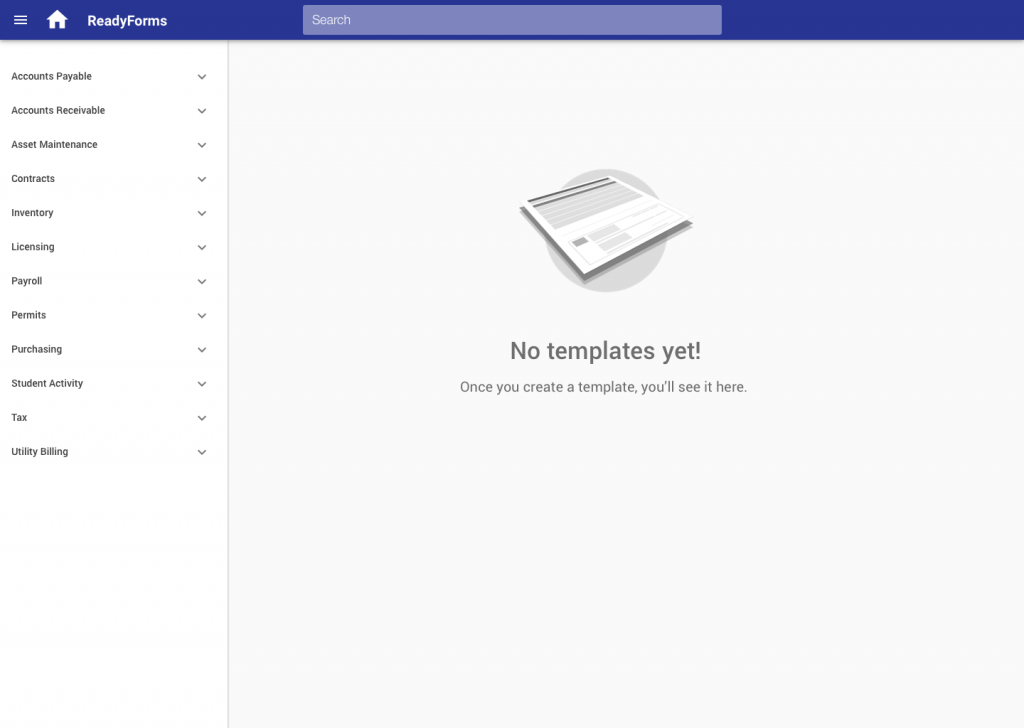 ReadyForms
Search
Accounts Payable
Accounts Receivable
Asset Maintenance
Contracts
Inventory
Licensing
Payroll
Permits
Purchasing
Student Activity
Tax
Utility Billing
No templates yet!
Once you create a template, you’ll see it here.